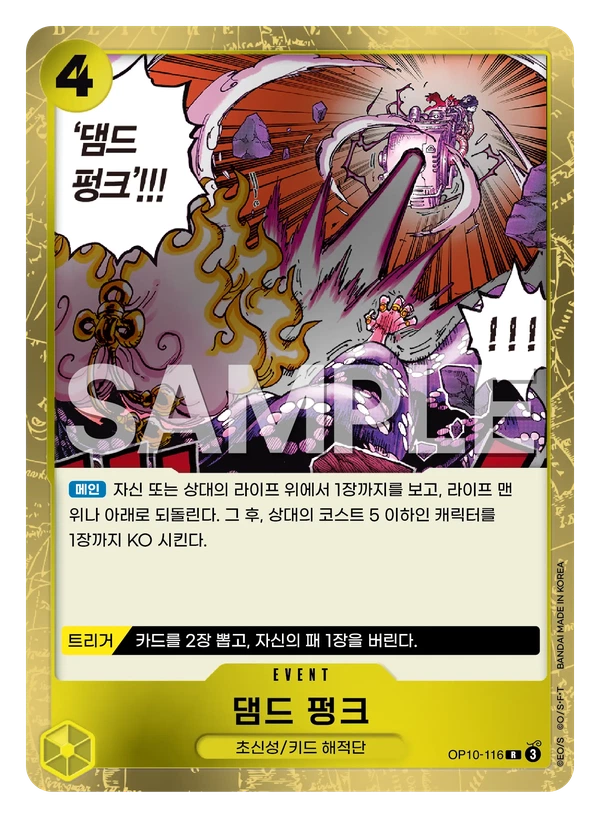 4
‘댐드
펑크’!!!
!!!
SAMPLE
메인 자신 또는 상대의 라이프 위에서 1장까지를 보고, 라이프 맨
위나 아래로 되돌린다. 그 후, 상대의 코스트 5 이하인 캐릭터를
1장까지 KO 시킨다.
트리거 카드를 2장 뽑고, 자신의 패 1장을 버린다.
EVENT
댐드 펑크
초신성/키드 해적단
OP10-116 R 3
©EO/S ©O/S·F·T BANDAI MADE IN KOREA